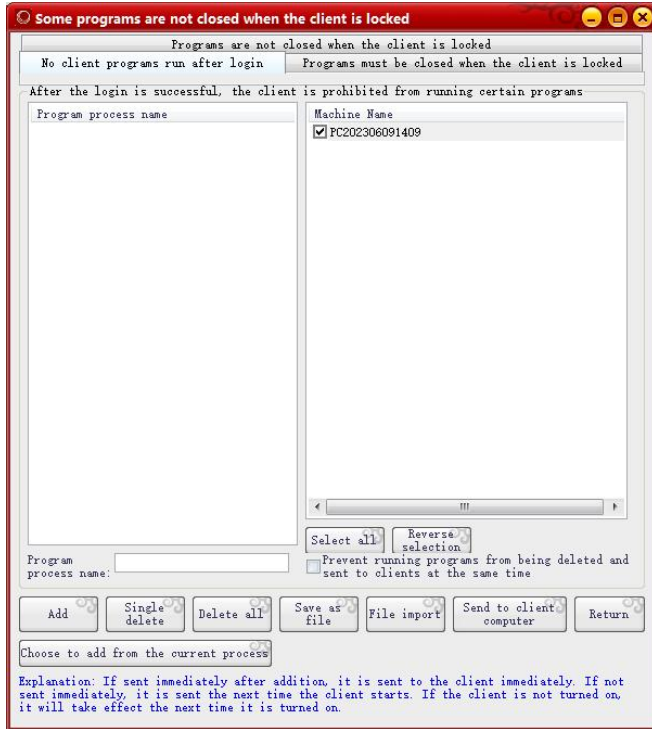 Some programs are not closed when the client is locked
Programs are not closed when the client is locked
No client programs run after login
Programs must be closed when the client is locked
After the login is successful, the client is prohibited from running certain programs
Program process name
Machine Name
PC202306091409
Select all
Reverse
selection
Program
process name:
Prevent running programs from being deleted and
sent to clients at the same time
Add
Single
delete
Delete all
Save as
file
File import
Send to client
computer
Return
Choose to add from the current process
Explanation: If sent immediately after addition, it is sent to the client immediately. If not
sent immediately, it is sent the next time the client starts. If the client is not turned on,
it will take effect the next time it is turned on.